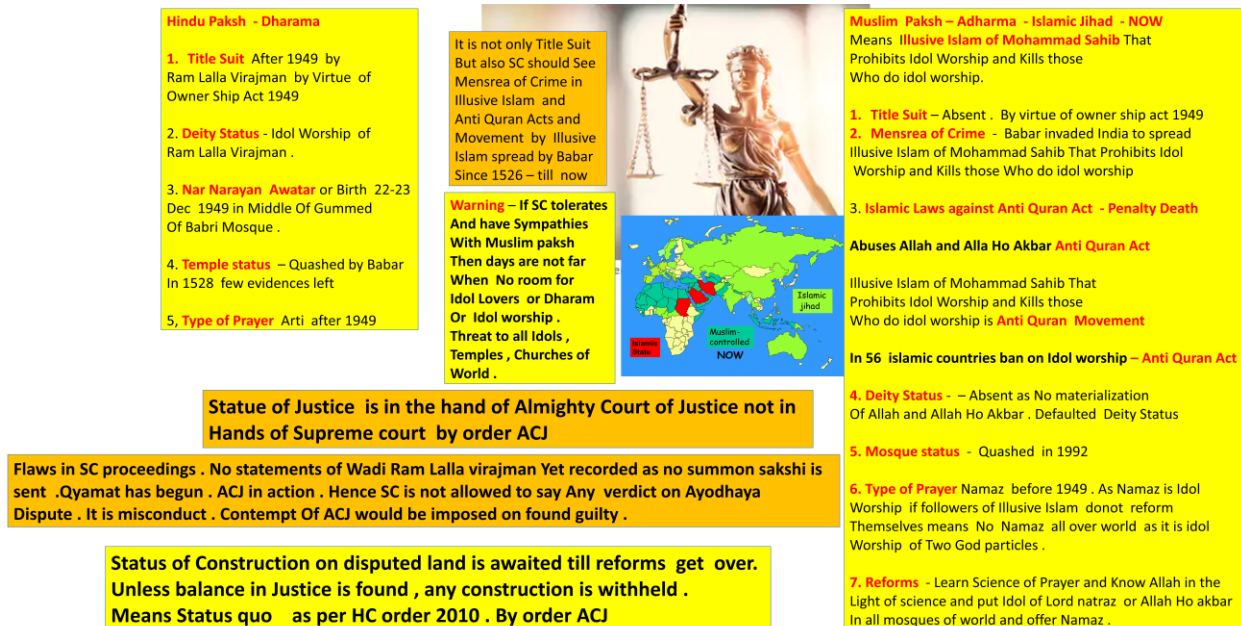 Hindu Paksh - Dharama
1. Title Suit After 1949 by
Ram Lalla Virajman by Virtue of
Owner Ship Act 1949
2. Deity Status - Idol Worship of
Ram Lalla Virajman .
3. Nar Narayan Awatar or Birth 22-23
Dec 1949 in Middle Of Gummed
Of Babri Mosque .
4. Temple status – Quashed by Babar
In 1528 few evidences left
5, Type of Prayer Arti after 1949
It is not only Title Suit
But also SC should See
Mensrea of Crime in
Illusive Islam and
Anti Quran Acts and
Movement by Illusive
Islam spread by Babar
Since 1526 – till now
Warning – If SC tolerates
And have Sympathies
With Muslim paksh
Then days are not far
When No room for
Idol Lovers or Dharam
Or Idol worship .
Threat to all Idols ,
Temples , Churches of
World .
Islamic
jihad
Muslim-
controlled
NOW
Islamic
State
Muslim Paksh – Adharma - Islamic Jihad - NOW
Means Illusive Islam of Mohammad Sahib That
Prohibits Idol Worship and Kills those
Who do idol worship.
1. Title Suit – Absent . By virtue of owner ship act 1949
2. Mensrea of Crime - Babar invaded India to spread
Illusive Islam of Mohammad Sahib That Prohibits Idol
Worship and Kills those Who do idol worship
3. Islamic Laws against Anti Quran Act - Penalty Death
Abuses Allah and Alla Ho Akbar Anti Quran Act
Illusive Islam of Mohammad Sahib That
Prohibits Idol Worship and Kills those
Who do idol worship is Anti Quran Movement
In 56 islamic countries ban on Idol worship – Anti Quran Act
4. Deity Status - – Absent as No materialization
Of Allah and Allah Ho Akbar . Defaulted Deity Status
5. Mosque status - Quashed in 1992
6. Type of Prayer Namaz before 1949 . As Namaz is Idol
Worship if followers of Illusive Islam donot reform
Themselves means No Namaz all over world as it is idol
Worship of Two God particles .
7. Reforms - Learn Science of Prayer and Know Allah in the
Light of science and put Idol of Lord natraz or Allah Ho akbar
In all mosques of world and offer Namaz .
Statue of Justice is in the hand of Almighty Court of Justice not in
Hands of Supreme court by order ACJ
Flaws in SC proceedings . No statements of Wadi Ram Lalla virajman Yet recorded as no summon sakshi is
sent .Qyamat has begun . ACJ in action . Hence SC is not allowed to say Any verdict on Ayodhaya
Dispute . It is misconduct . Contempt Of ACJ would be imposed on found guilty .
Status of Construction on disputed land is awaited till reforms get over.
Unless balance in Justice is found , any construction is withheld .
Means Status quo as per HC order 2010 . By order ACJ